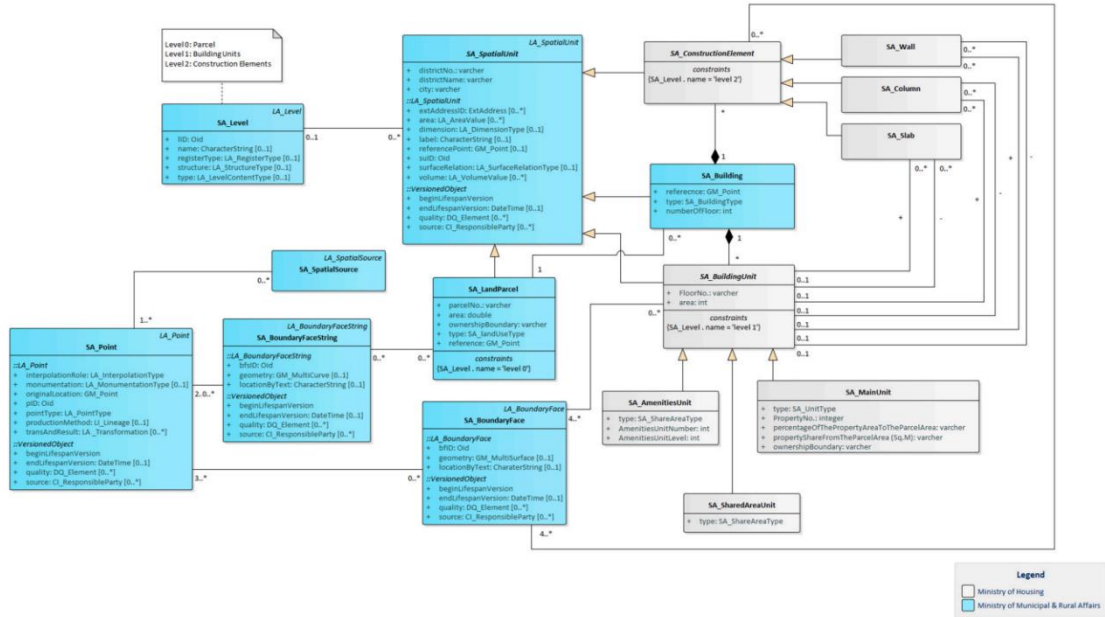 Level 0: Parcel
Level 1: Building Units
Level 2: Construction Elements
LA_Level
SA_Level
+ lID: Oid
+ name: CharacterString [0..1]
+ registerType: LA_RegisterType [0..1]
+ structure: LA_StructureType [0..1]
+ type: LA_LevelContentType [0..1]
0..1
0..*
LA_SpatialUnit
SA_SpatialUnit
+ districtNo.: varcher
+ districtName: varcher
+ city: varcher
::LA_SpatialUnit
+ extAddressID: ExtAddress [0..*]
+ area: LA_AreaValue [0..*]
+ dimension: LA_DimensionType [0..1]
+ label: CharacterString [0..1]
+ referencePoint: GM_Point [0..1]
+ suID: Oid
+ surfaceRelation: LA_SurfaceRelationType [0..1]
+ volume: LA_VolumeValue [0..*]
::VersionedObject
+ beginLifespanVersion
+ endLifespanVersion: DateTime [0..1]
+ quality: DQ_Element [0..*]
+ source: CI_ResponsibleParty [0..*]
SA_ConstructionElement
constraints
{SA_Level . name = 'level 2'}
0..*
*
1
SA_Wall
0..*
0..*
SA_Column
0..*
0..*
SA_Slab
0..*
0..*
SA_Building
+ referecnce: GM_Point
+ type: SA_BuildingType
+ numberOfFloor: int
0..*
1
*
+
-
+
-
+
-
SA_BuildingUnit
+ FloorNo.: varcher
+ area: int
constraints
{SA_Level . name = 'level 1'}
0..*
0..1
0..1
0..1
0..1
0..1
0..1
LA_SpatialSource
SA_SpatialSource
0..*
1..*
1
SA_LandParcel
+ parcelNo.: varcher
+ area: double
+ ownershipBoundary: varcher
+ type: SA_landUseType
+ reference: GM_Point
constraints
{SA_Level . name = 'level 0'}
0..*
0..*
LA_Point
SA_Point
::LA_Point
+ interpolationRole: LA_InterpolationType
+ monumentation: LA_MonumentationType [0..1]
+ originalLocation: GM_Point
+ pID: Oid
+ pointType: LA_PointType
+ productionMethod: LI_Lineage [0..1]
+ transAndResult: LA _Transformation [0..*]
::VersionedObject
+ beginLifespanVersion
+ endLifespanVersion: DateTime [0..1]
+ quality: DQ_Element [0..*]
+ source: CI_ResponsibleParty [0..*]
2,0..*
3..*
LA_BoundaryFaceString
SA_BoundaryFaceString
::LA_BoundaryFaceString
+ bfsID: Oid
+ geometry: GM_MultiCurve [0..1]
+ locationByText: CharacterString [0..1]
::VersionedObject
+ beginLifespanVersion
+ endLifespanVersion: DateTime [0..1]
+ quality: DQ_Element [0..*]
+ source: CI_ResponsibleParty [0..*]
LA_BoundaryFace
SA_BoundaryFace
::LA_BoundaryFace
+ bfID: Oid
+ geometry: GM_MultiSurface [0..1]
+ locationByText: CharaterString [0..1]
::VersionedObject
+ beginLifespanVersion
+ endLifespanVersion: DateTime [0..1]
+ quality: DQ_Element [0..*]
+ source: CI_ResponsibleParty [0..*]
4..*
0..*
4..*
SA_AmenitiesUnit
+ type: SA_ShareAreaType
+ AmenitiesUnitNumber: int
+ AmenitiesUnitLevel: int
SA_MainUnit
+ type: SA_UnitType
+ PropertyNo.: integer
+ percentageOfThePropertyAreaToTheParcelArea: varcher
+ propertyShareFromTheParcelArea (Sq.M): varcher
+ ownershipBoundary: varcher
SA_SharedAreaUnit
+ type: SA_ShareAreaType
Legend
Ministry of Housing
Ministry of Municipal & Rural Affairs